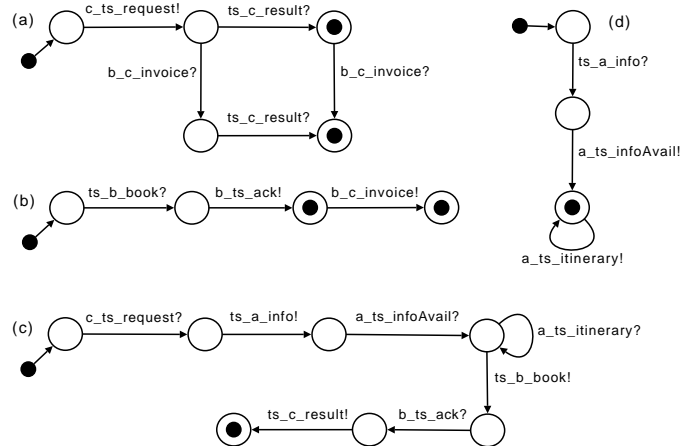 (a) c_ts_request! ts_c_result? (d)
b_c_invoice? b_c_invoice? ts_a_info?
ts_c_result?
a_ts_infoAvail!
(b) ts_b_book? b_ts_ack! b_c_invoice!
a_ts_itinerary!
(c) c_ts_request? ts_a_info! a_ts_infoAvail? a_ts_itinerary?
ts_b_book!
ts_c_result! b_ts_ack?